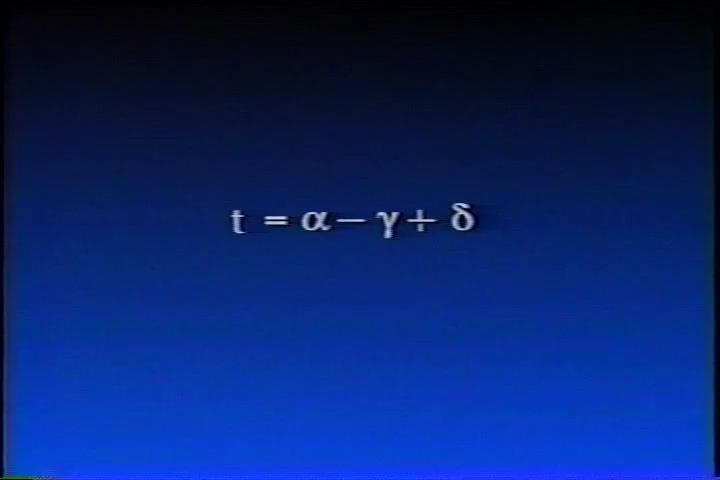 t = α − γ + δ